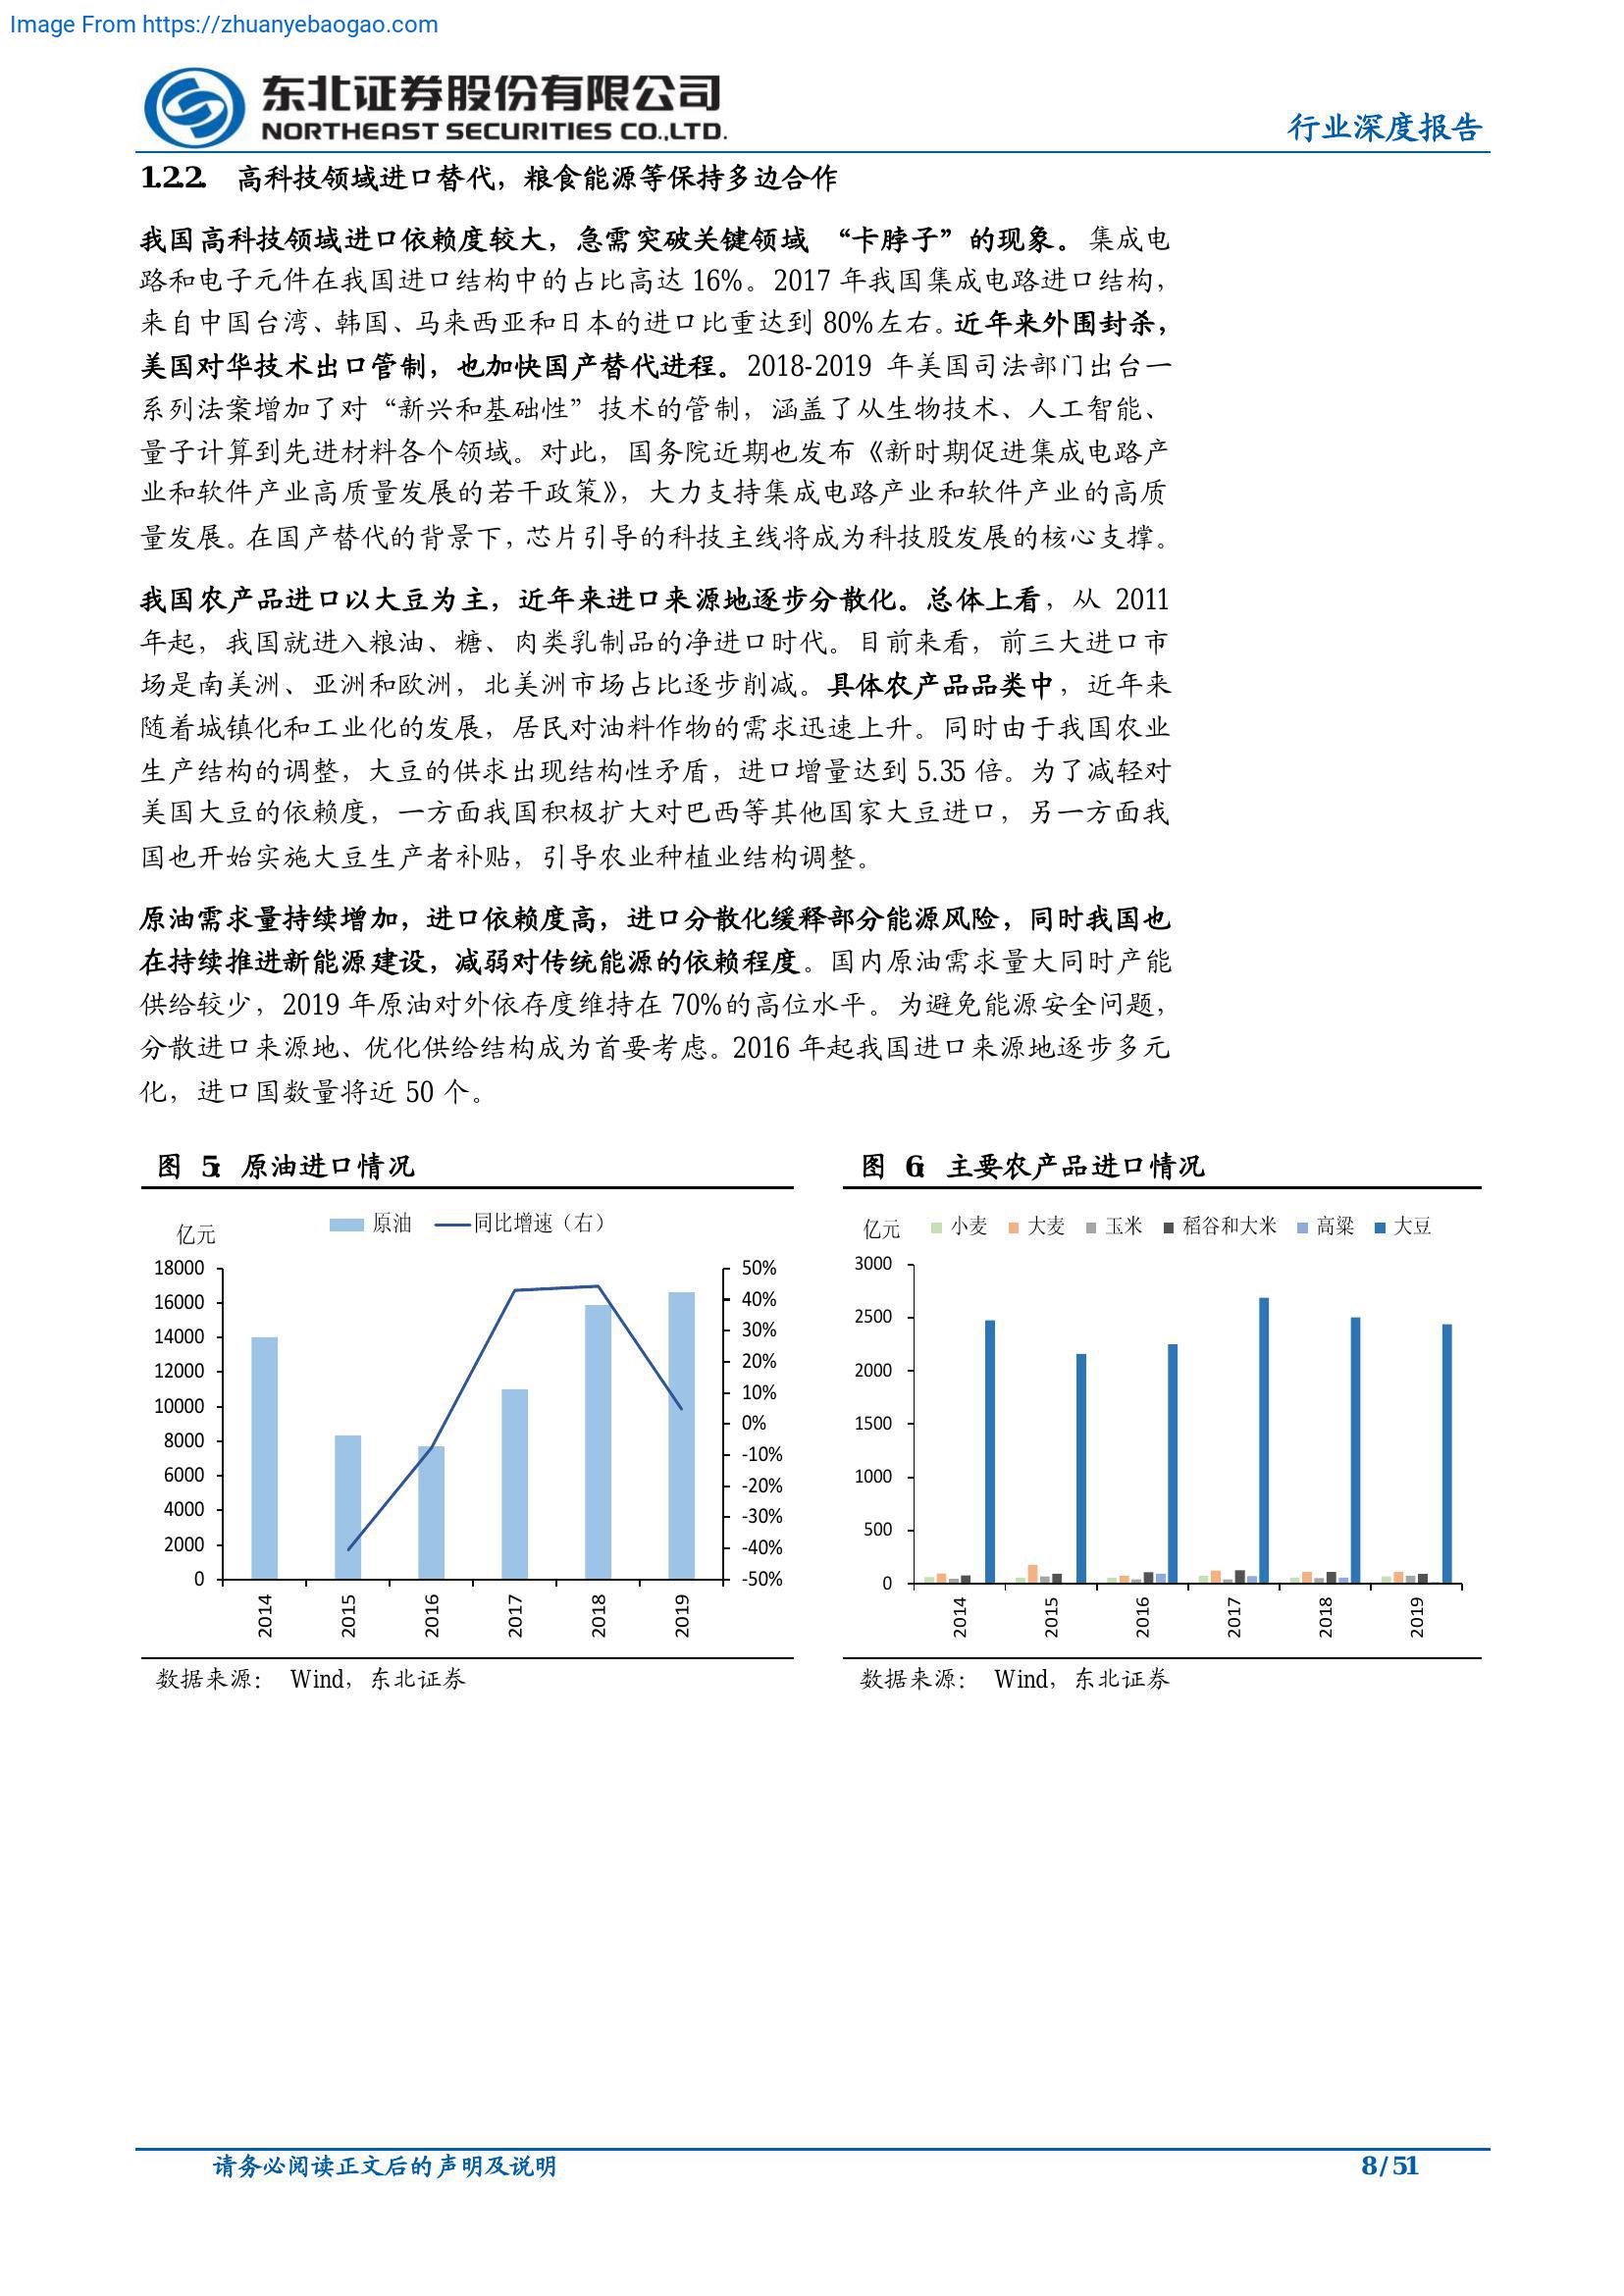 Image From https://zhuanyebaogao.com
东北证券股份有限公司
NORTHEAST SECURITIES CO.,LTD.
行业深度报告
1.2.2. 高科技领域进口替代，粮食能源等保持多边合作
我国高科技领域进口依赖度较大，急需突破关键领域 “卡脖子”的现象。集成电
路和电子元件在我国进口结构中的占比高达 16%。2017 年我国集成电路进口结构，
来自中国台湾、韩国、马来西亚和日本的进口比重达到 80%左右。近年来外围封杀，
美国对华技术出口管制，也加快国产替代进程。2018-2019 年美国司法部门出台一
系列法案增加了对“新兴和基础性”技术的管制，涵盖了从生物技术、人工智能、
量子计算到先进材料各个领域。对此，国务院近期也发布《新时期促进集成电路产
业和软件产业高质量发展的若干政策》，大力支持集成电路产业和软件产业的高质
量发展。在国产替代的背景下，芯片引导的科技主线将成为科技股发展的核心支撑。
我国农产品进口以大豆为主，近年来进口来源地逐步分散化。总体上看，从 2011
年起，我国就进入粮油、糖、肉类乳制品的净进口时代。目前来看，前三大进口市
场是南美洲、亚洲和欧洲，北美洲市场占比逐步削减。具体农产品品类中，近年来
随着城镇化和工业化的发展，居民对油料作物的需求迅速上升。同时由于我国农业
生产结构的调整，大豆的供求出现结构性矛盾，进口增量达到 5.35 倍。为了减轻对
美国大豆的依赖度，一方面我国积极扩大对巴西等其他国家大豆进口，另一方面我
国也开始实施大豆生产者补贴，引导农业种植业结构调整。
原油需求量持续增加，进口依赖度高，进口分散化缓释部分能源风险，同时我国也
在持续推进新能源建设，减弱对传统能源的依赖程度。国内原油需求量大同时产能
供给较少，2019 年原油对外依存度维持在 70%的高位水平。为避免能源安全问题，
分散进口来源地、优化供给结构成为首要考虑。2016 年起我国进口来源地逐步多元
化，进口国数量将近 50 个。
图 5：原油进口情况
亿元
原油 同比增速（右）
18000
16000
14000
12000
10000
8000
6000
4000
2000
0
50%
40%
30%
20%
10%
0%
-10%
-20%
-30%
-40%
-50%
2014 2015 2016 2017 2018 2019
数据来源： Wind，东北证券
图 6：主要农产品进口情况
亿元
小麦 大麦 玉米 稻谷和大米 高粱 大豆
3000
2500
2000
1500
1000
500
0
2014 2015 2016 2017 2018 2019
数据来源： Wind，东北证券
请务必阅读正文后的声明及说明
8 / 51